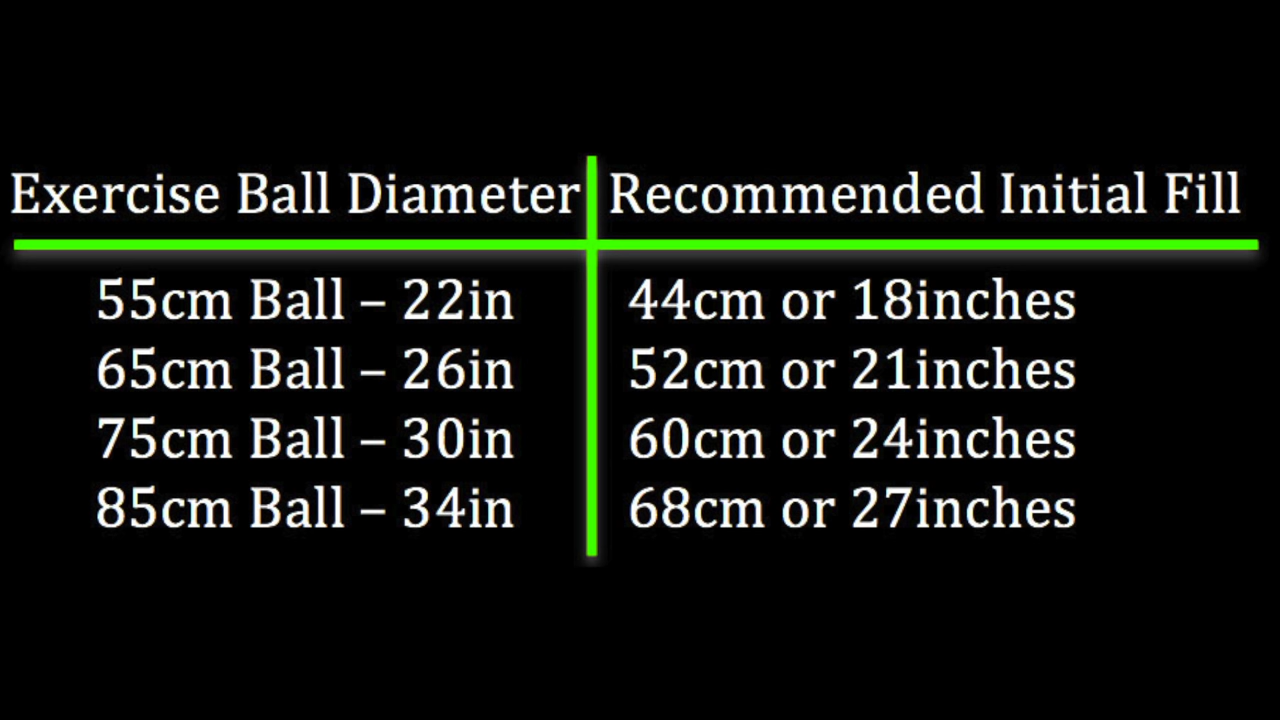 Exercise Ball Diameter Recommended Initial Fill
55cm Ball – 22in 44cm or 18inches
65cm Ball – 26in 52cm or 21inches
75cm Ball – 30in 60cm or 24inches
85cm Ball – 34in 68cm or 27inches